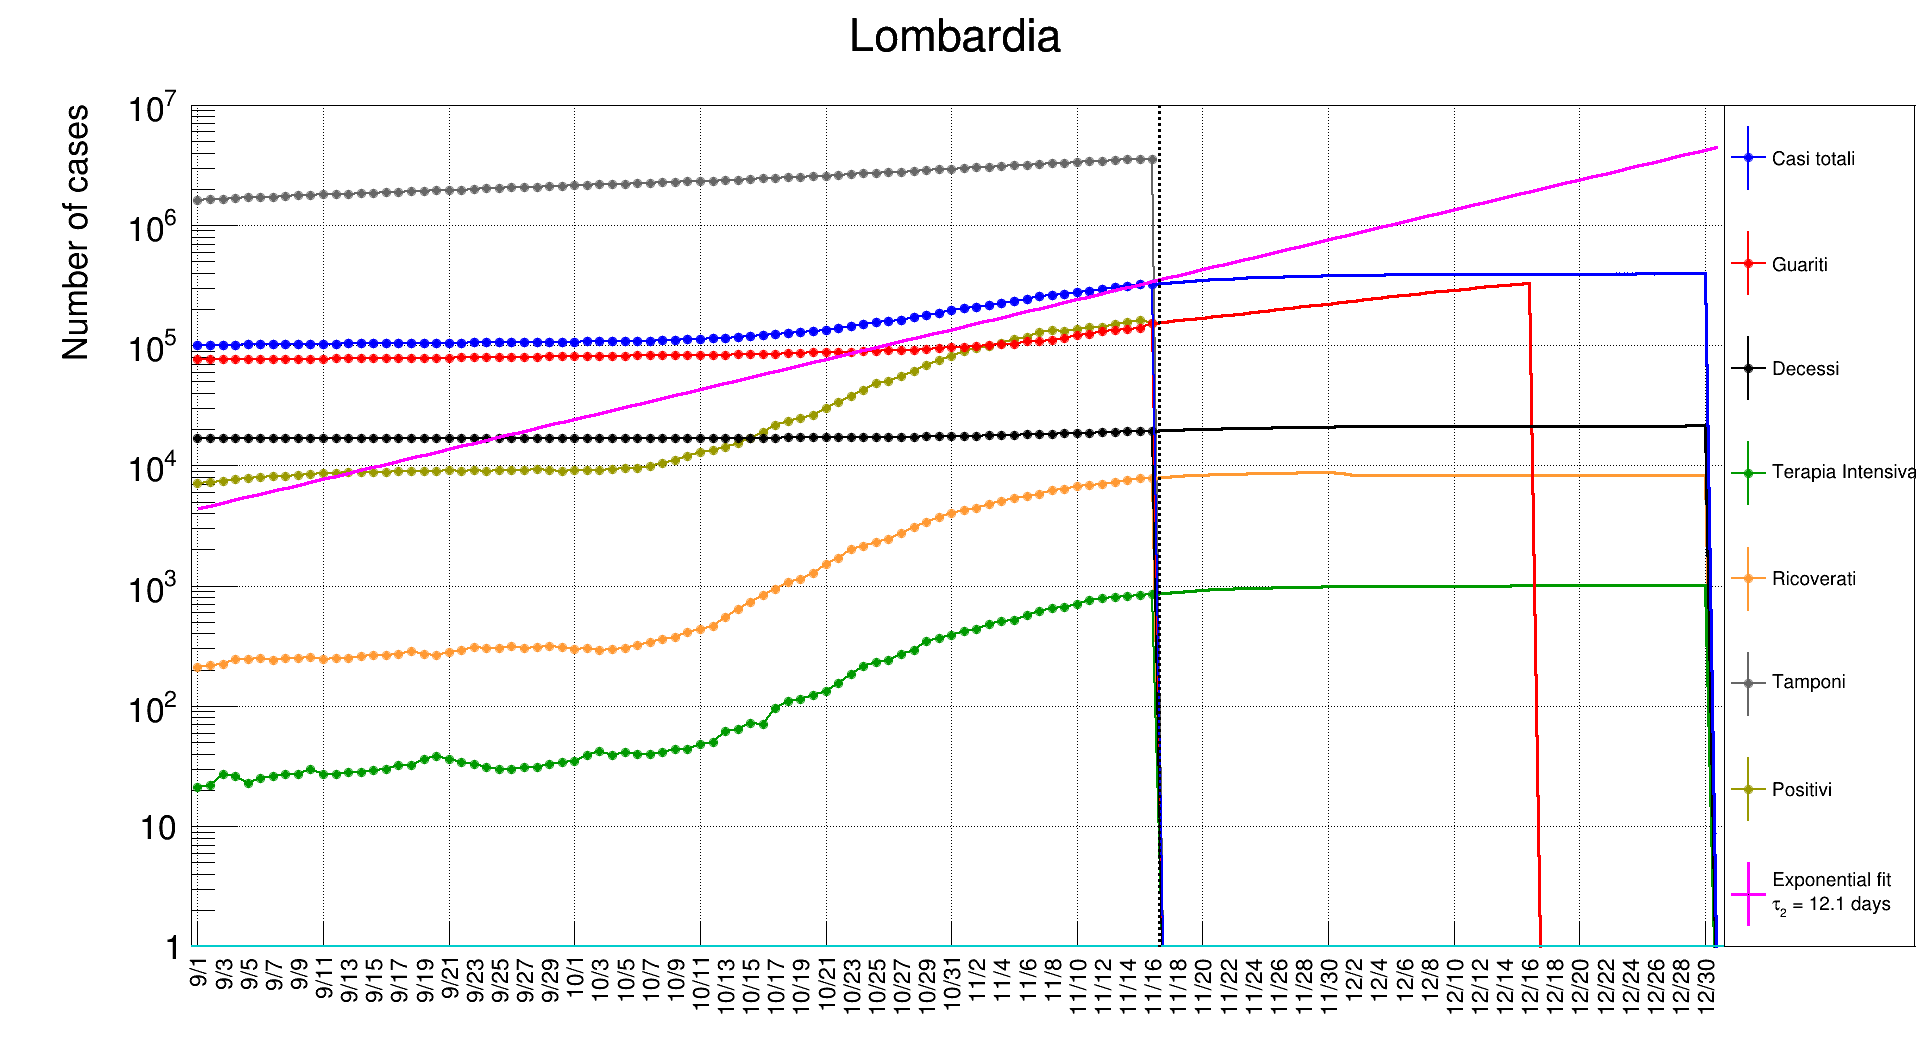 Lombardia
Number of cases
10^7
10^6
10^5
10^4
10^3
10^2
10
1
9/1 9/3 9/5 9/7 9/9 9/11 9/13 9/15 9/17 9/19 9/21 9/23 9/25 9/27 9/29 10/1 10/3 10/5 10/7 10/9 10/11 10/13 10/15 10/17 10/19 10/21 10/23 10/25 10/27 10/29 10/31 11/2 11/4 11/6 11/8 11/10 11/12 11/14 11/16 11/18 11/20 11/22 11/24 11/26 11/28 11/30 12/2 12/4 12/6 12/8 12/10 12/12 12/14 12/16 12/18 12/20 12/22 12/24 12/26 12/28 12/30
Casi totali
Guariti
Decessi
Terapia Intensiva
Ricoverati
Tamponi
Positivi
Exponential fit
τ₂ = 12.1 days